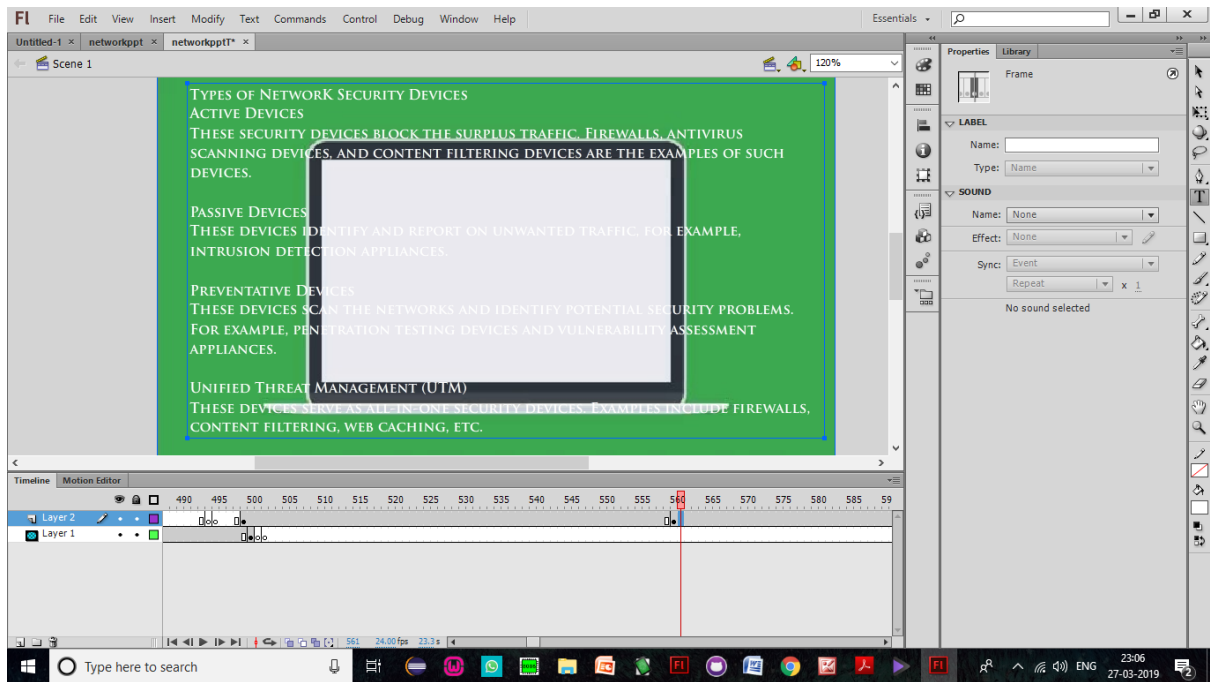 Fl File Edit View Insert Modify Text Commands Control Debug Window Help Essentials
Untitled-1 × networkppt × networkpptT* ×
Scene 1 120%
TYPES OF NETWORK SECURITY DEVICES
ACTIVE DEVICES
THESE SECURITY DEVICES BLOCK THE SURPLUS TRAFFIC. FIREWALLS, ANTIVIRUS
SCANNING DEVICES, AND CONTENT FILTERING DEVICES ARE THE EXAMPLES OF SUCH
DEVICES.
PASSIVE DEVICES
THESE DEVICES IDENTIFY AND REPORT ON UNWANTED TRAFFIC, FOR EXAMPLE,
INTRUSION DETECTION APPLIANCES.
PREVENTATIVE DEVICES
THESE DEVICES SCAN THE NETWORKS AND IDENTIFY POTENTIAL SECURITY PROBLEMS.
FOR EXAMPLE, PENETRATION TESTING DEVICES AND VULNERABILITY ASSESSMENT
APPLIANCES.
UNIFIED THREAT MANAGEMENT (UTM)
THESE DEVICES SERVE AS ALL-IN-ONE SECURITY DEVICES. EXAMPLES INCLUDE FIREWALLS,
CONTENT FILTERING, WEB CACHING, ETC.
Properties Library
Frame
LABEL
Name:
Type: Name
SOUND
Name: None
Effect: None
Sync: Event
Repeat x 1
No sound selected
Timeline Motion Editor
490 495 500 505 510 515 520 525 530 535 540 545 550 555 560 565 570 575 580 585 59
Layer 2
Layer 1
561 24.00 fps 23.3 s
Type here to search
ENG
23:06
27-03-2019
2